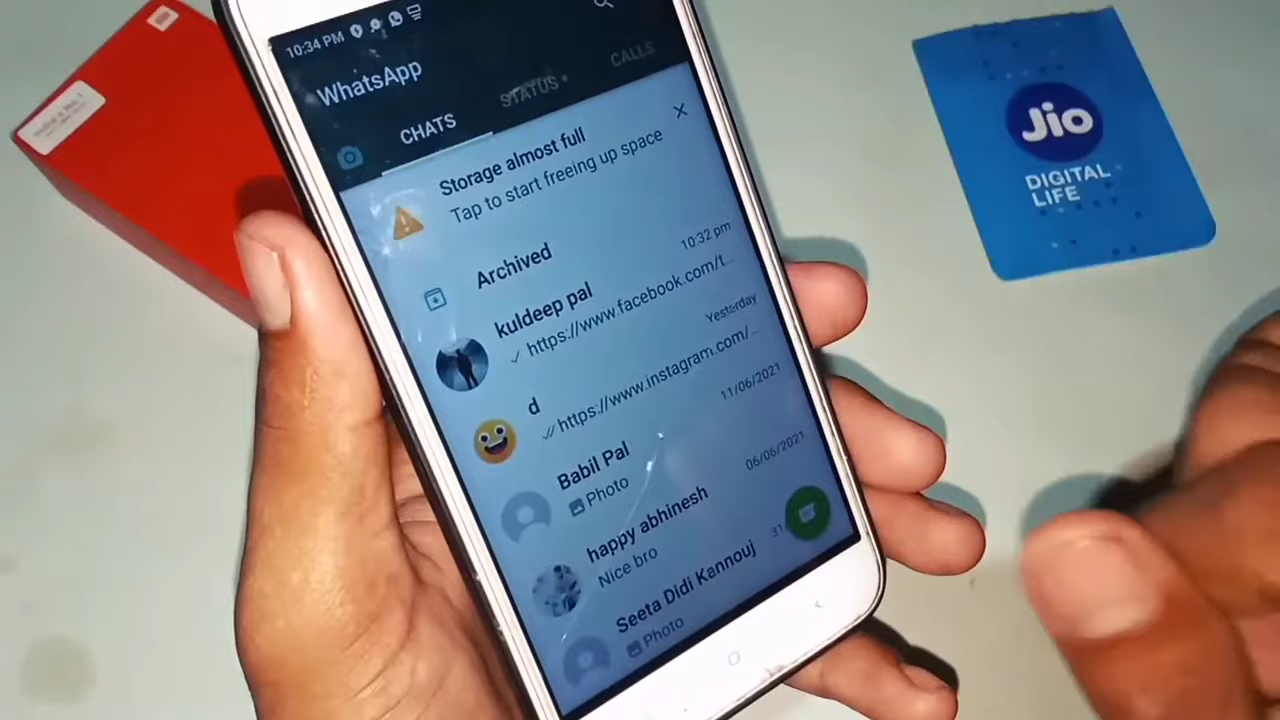 10:34 PM
WhatsApp
CHATS
STATUS
CALLS
Storage almost full
Tap to start freeing up space
Archived
kuldeep pal
10:32 pm
✓ https://www.facebook.com/t...
d
Yesterday
✓✓ https://www.instagram.com/...
Babil Pal
11/06/2021
Photo
happy abhinesh
06/06/2021
Nice bro
Seeta Didi Kannouj
31/
Photo
Jio
DIGITAL
LIFE